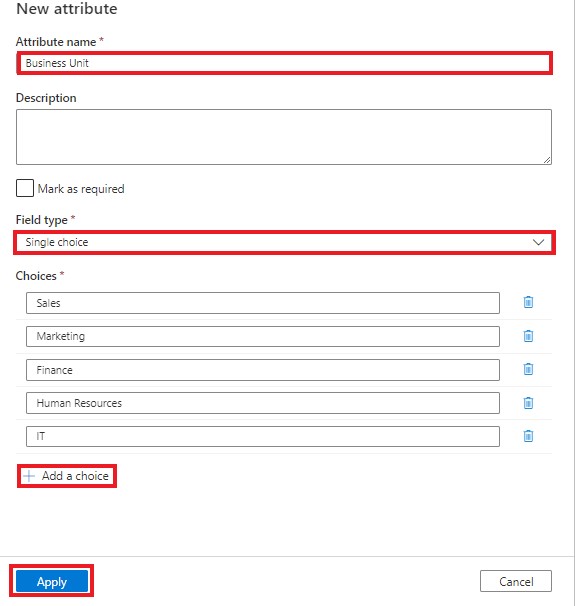 New attribute
Attribute name *
Business Unit
Description
Mark as required
Field type *
Single choice
Choices *
Sales
Marketing
Finance
Human Resources
IT
+ Add a choice
Apply
Cancel